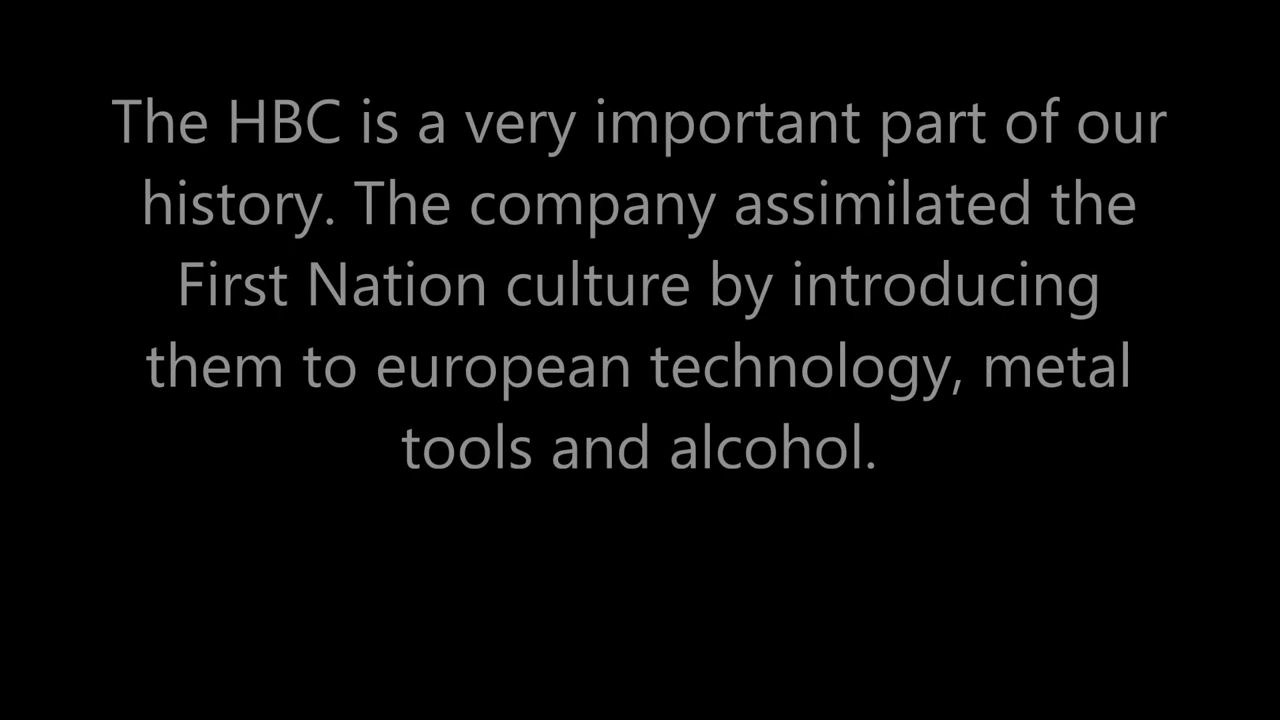 The HBC is a very important part of our
history. The company assimilated the
First Nation culture by introducing
them to european technology, metal
tools and alcohol.